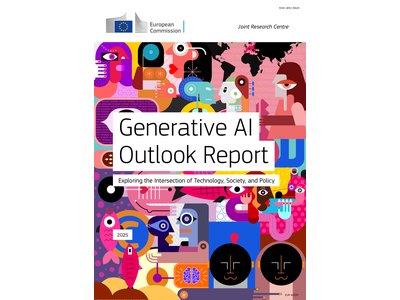 European
Commission
Joint Research Centre
Generative AI
Outlook Report
Exploring the Intersection of Technology, Society, and Policy
2025